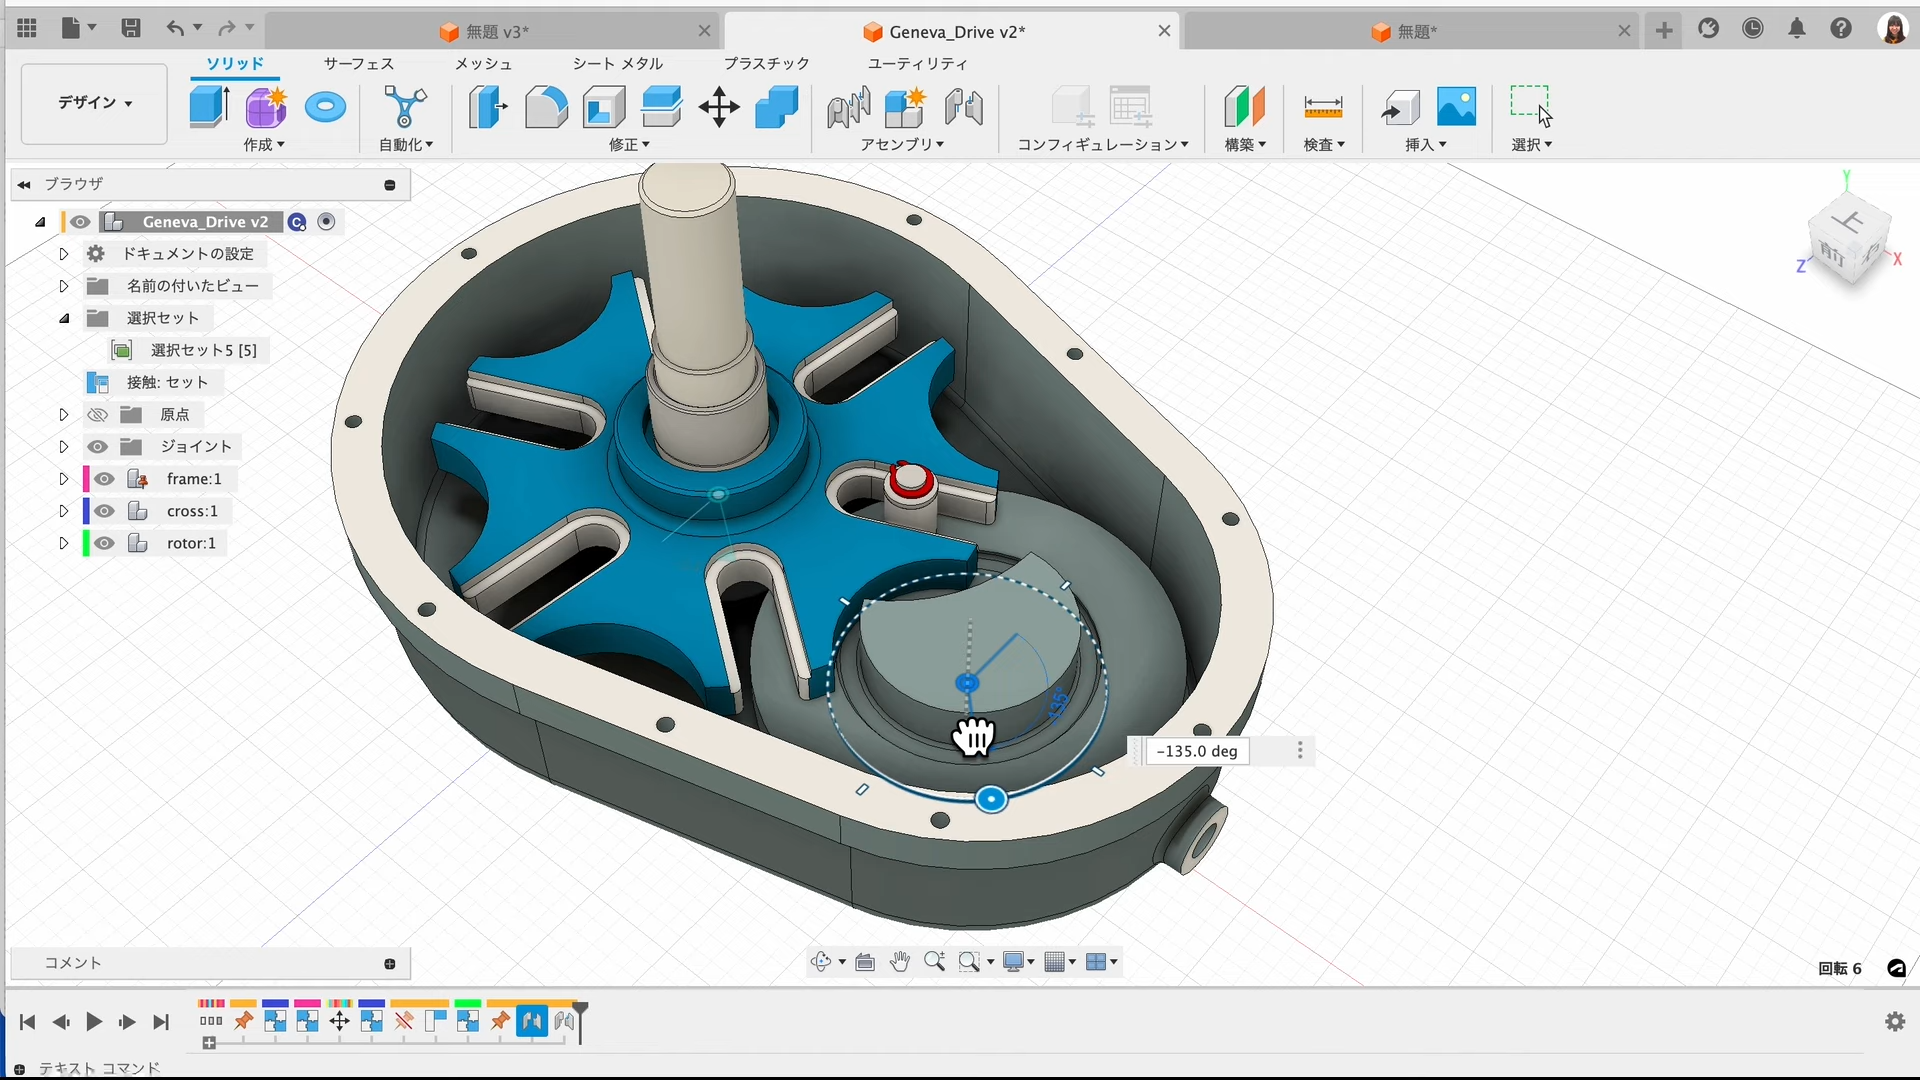 無題 v3*
Geneva_Drive v2*
無題*
デザイン
ソリッド
サーフェス
メッシュ
シート メタル
プラスチック
ユーティリティ
作成
自動化
修正
アセンブリ
コンフィギュレーション
構築
検査
挿入
選択
ブラウザ
Geneva_Drive v2
ドキュメントの設定
名前の付いたビュー
選択セット
選択セット5 [5]
接触: セット
原点
ジョイント
frame:1
cross:1
rotor:1
Y
Z
X
上
前
右
135°
-135.0 deg
コメント
回転 6
テキスト コマンド